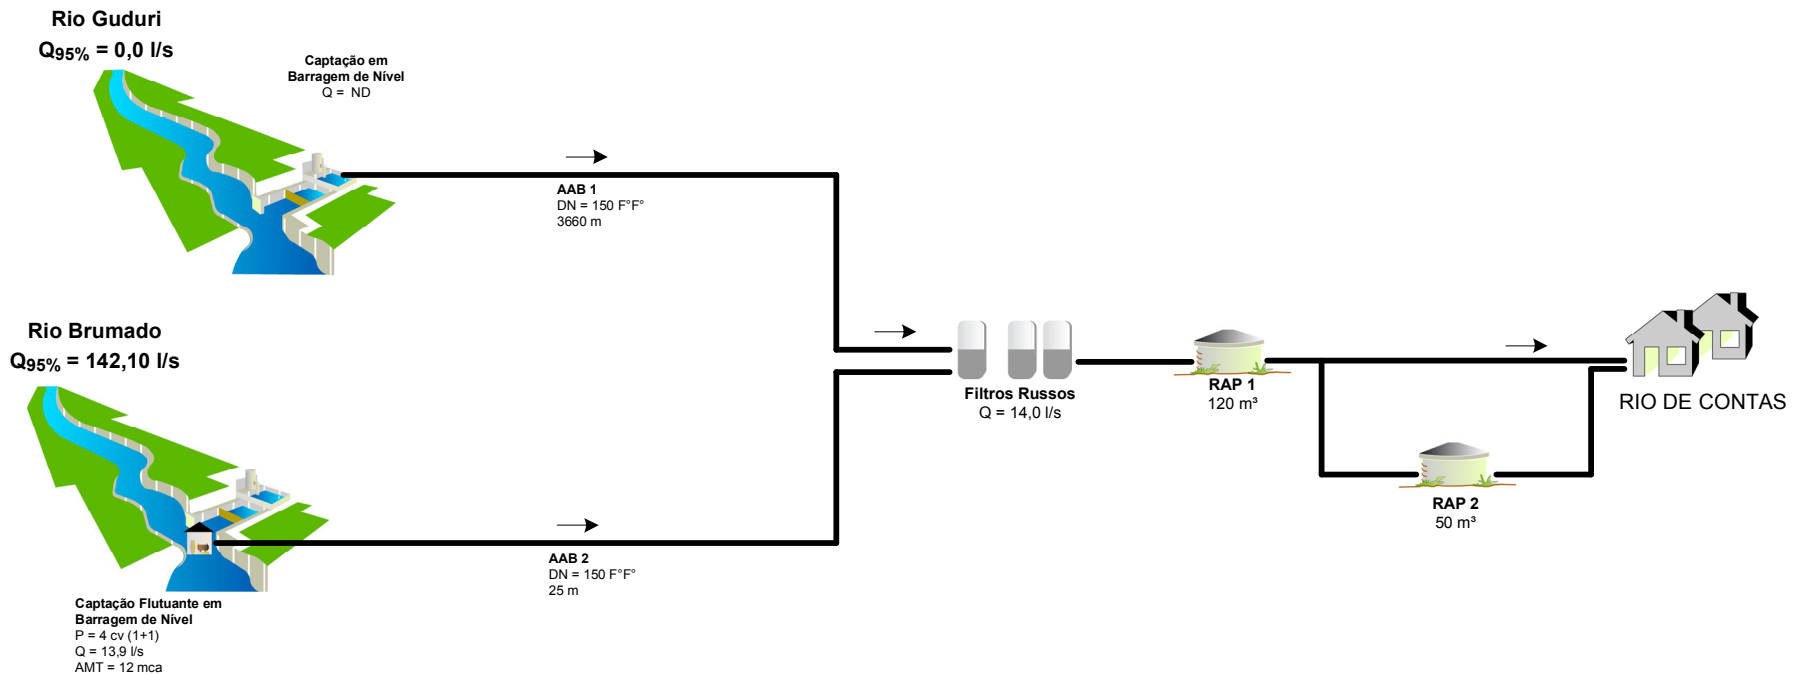 Rio Guduri
Q95% = 0,0 l/s
Captação em
Barragem de Nível
Q = ND
AAB 1
DN = 150 F°F°
3660 m
Rio Brumado
Q95% = 142,10 l/s
Filtros Russos
Q = 14,0 l/s
RAP 1
120 m³
RIO DE CONTAS
RAP 2
50 m³
AAB 2
DN = 150 F°F°
25 m
Captação Flutuante em
Barragem de Nível
P = 4 cv (1+1)
Q = 13,9 l/s
AMT = 12 mca